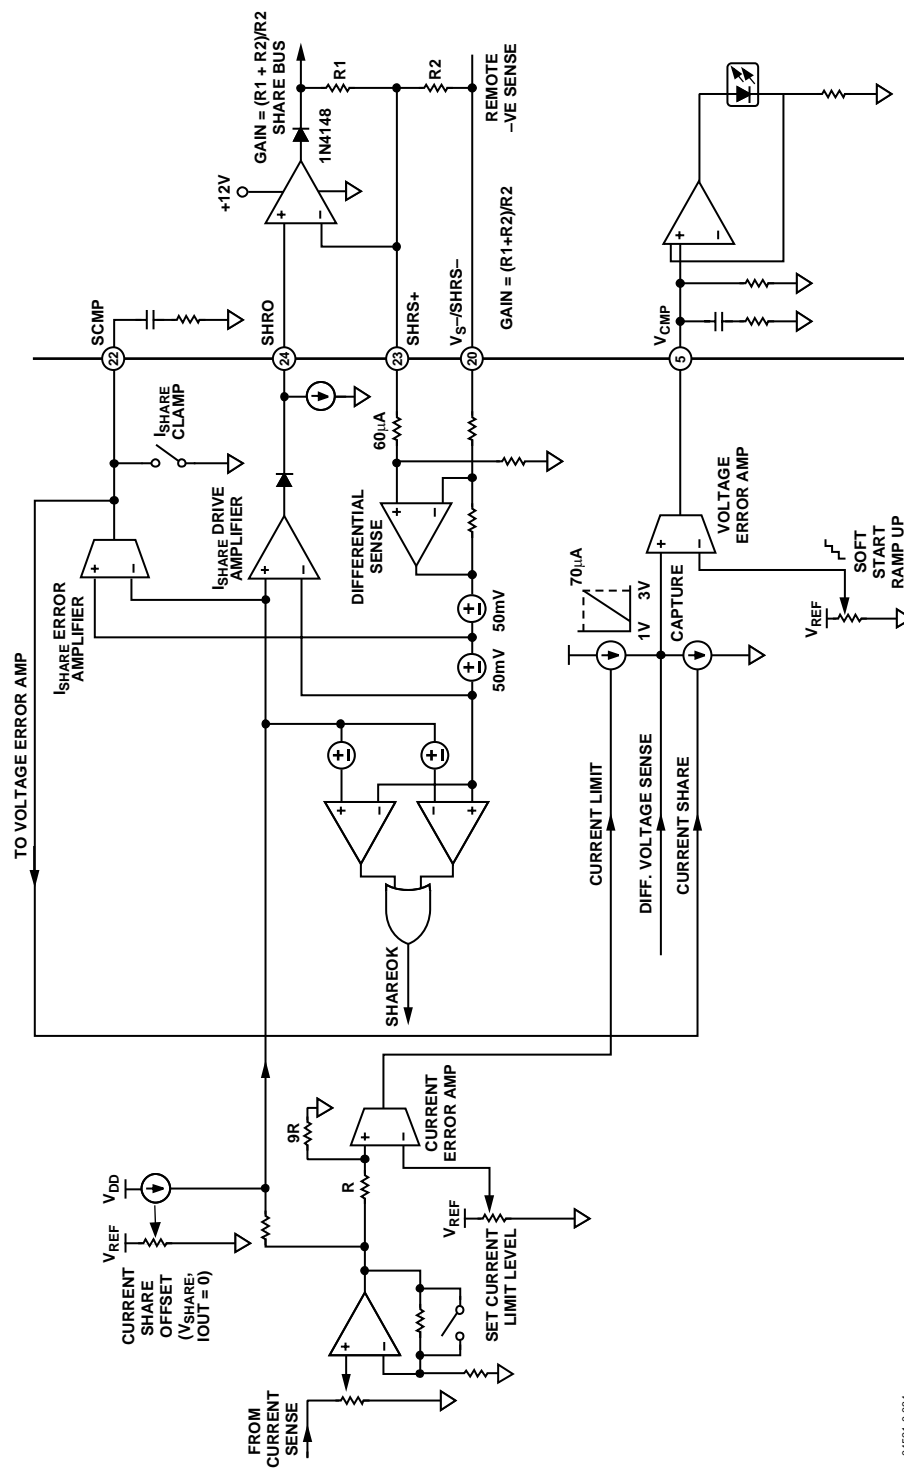 FROM
CURRENT
SENSE
+
–
CURRENT
SHARE
OFFSET
(VSHARE,
IOUT = 0)
VREF
VDD
R
9R
+
–
CURRENT
ERROR AMP
VREF
SET CURRENT
LIMIT LEVEL
TO VOLTAGE ERROR AMP
SHAREOK
+
–
–
+
+–
+–
ISHARE ERROR
AMPLIFIER
+
–
ISHARE
CLAMP
ISHARE DRIVE
AMPLIFIER
+
–
DIFFERENTIAL
SENSE
+
–
60µA
50mV
+–
50mV
+–
CURRENT LIMIT
DIFF. VOLTAGE SENSE
CURRENT SHARE
70µA
1V 3V
CAPTURE
+
–
VOLTAGE
ERROR AMP
VREF
SOFT
START
RAMP UP
SCMP
22
SHRO
24
SHRS+
23
VS–/SHRS–
20
VCMP
5
+12V
+
–
1N4148
GAIN = (R1 + R2)/R2
SHARE BUS
R1
R2
REMOTE
–VE SENSE
GAIN = (R1+R2)/R2
+
–